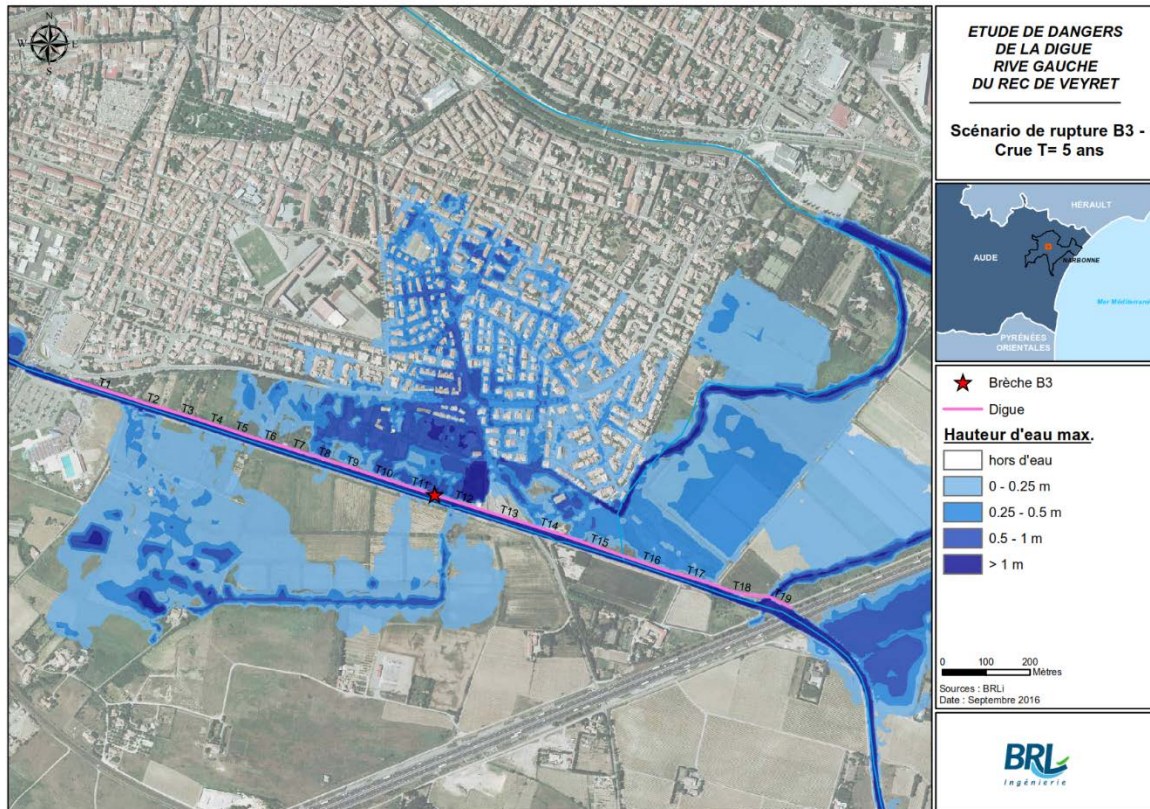 N
W
E
S
T1
T2
T3
T4
T5
T6
T7
T8
T9
T10
T11
T12
T13
T14
T15
T16
T17
T18
T19
ETUDE DE DANGERS
DE LA DIGUE
RIVE GAUCHE
DU REC DE VEYRET
Scénario de rupture B3 -
Crue T= 5 ans
HÉRAULT
AUDE
NARBONNE
Mer Méditerranée
PYRÉNÉES
ORIENTALES
Brèche B3
Digue
Hauteur d'eau max.
hors d'eau
0 - 0.25 m
0.25 - 0.5 m
0.5 - 1 m
> 1 m
0 100 200
Mètres
Sources : BRLi
Date : Septembre 2016
BRL
Ingénierie